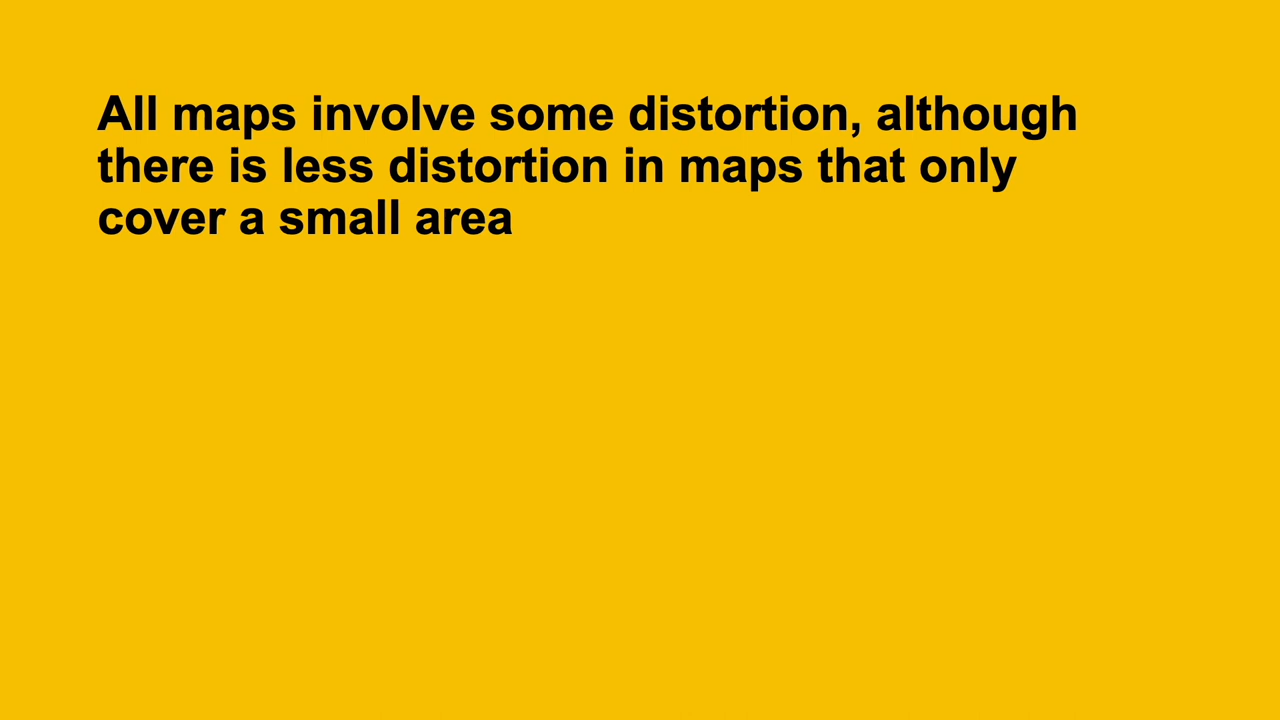 All maps involve some distortion, although
there is less distortion in maps that only
cover a small area